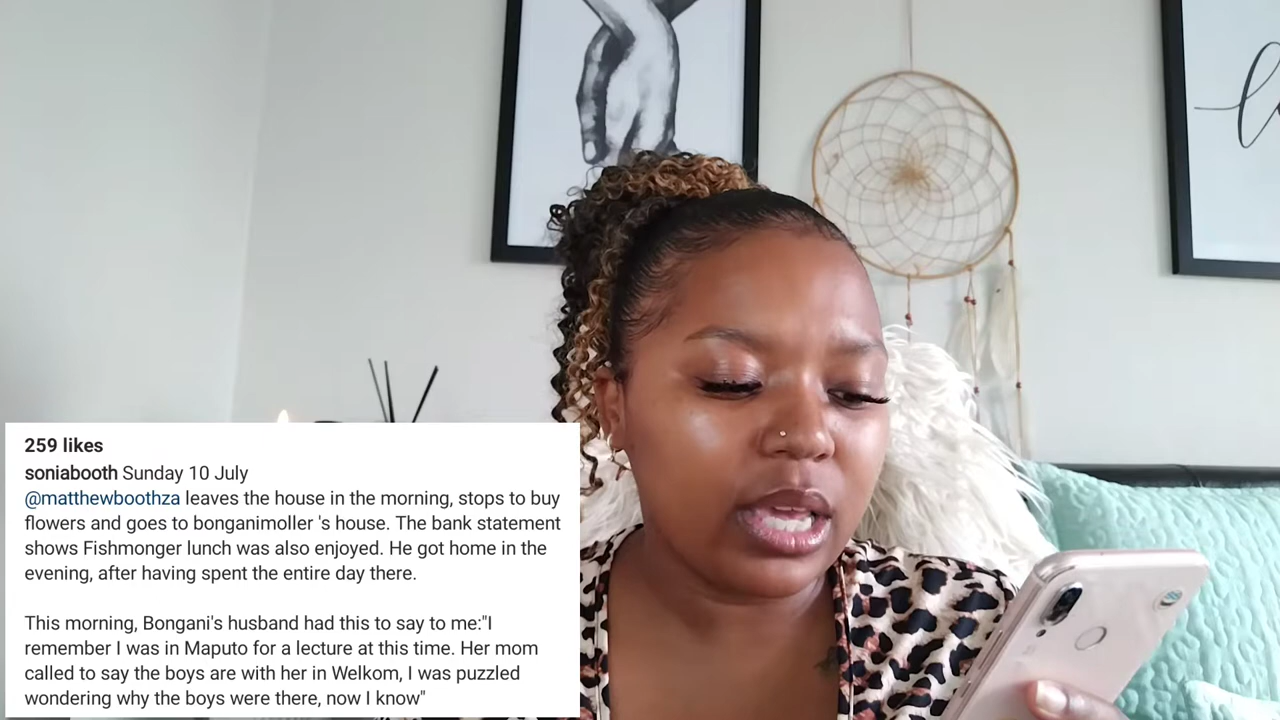 259 likes
soniabooth Sunday 10 July
@matthewboothza leaves the house in the morning, stops to buy
flowers and goes to bonganimoller 's house. The bank statement
shows Fishmonger lunch was also enjoyed. He got home in the
evening, after having spent the entire day there.
This morning, Bongani's husband had this to say to me:"I
remember I was in Maputo for a lecture at this time. Her mom
called to say the boys are with her in Welkom, I was puzzled
wondering why the boys were there, now I know"